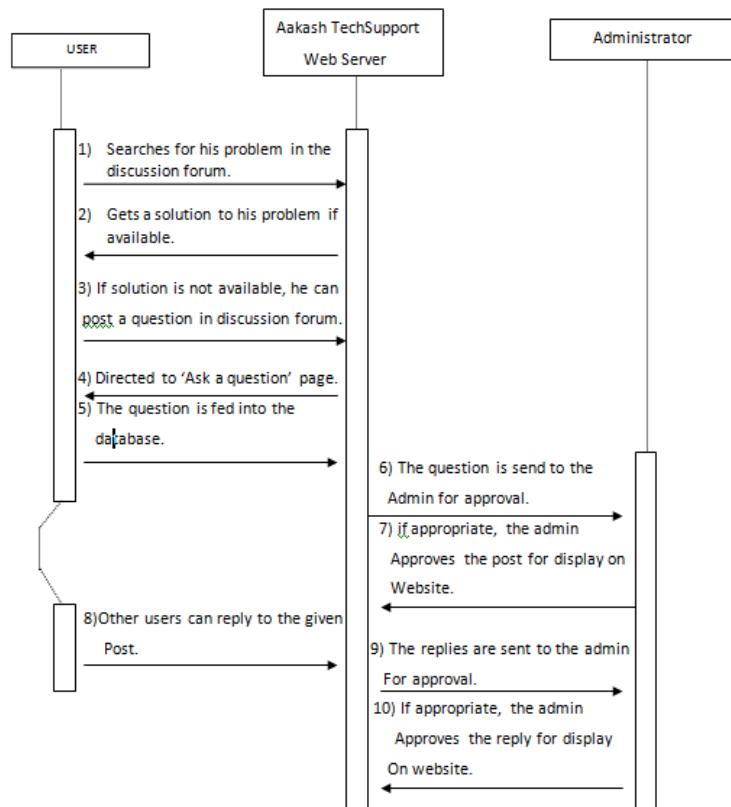 USER
Aakash TechSupport
Web Server
Administrator
1) Searches for his problem in the
discussion forum.
2) Gets a solution to his problem if
available.
3) If solution is not available, he can
post a question in discussion forum.
4) Directed to ‘Ask a question’ page.
5) The question is fed into the
database.
6) The question is send to the
Admin for approval.
7) if appropriate, the admin
Approves the post for display on
Website.
8)Other users can reply to the given
Post.
9) The replies are sent to the admin
For approval.
10) If appropriate, the admin
Approves the reply for display
On website.